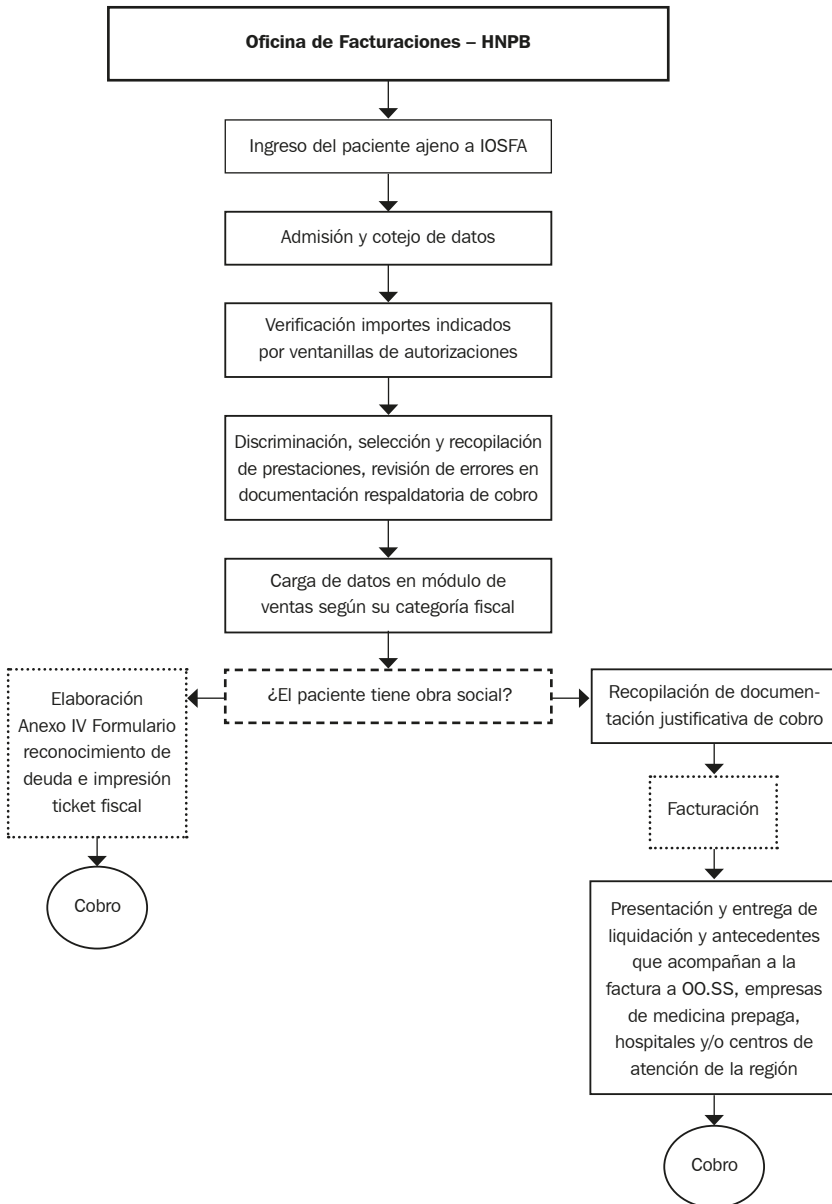 Oficina de Facturaciones – HNPB
Ingreso del paciente ajeno a IOSFA
Admisión y cotejo de datos
Verificación importes indicados
por ventanillas de autorizaciones
Discriminación, selección y recopilación
de prestaciones, revisión de errores en
documentación respaldatoria de cobro
Carga de datos en módulo de
ventas según su categoría fiscal
¿El paciente tiene obra social?
Elaboración
Anexo IV Formulario
reconocimiento de
deuda e impresión
ticket fiscal
Cobro
Recopilación de documen-
tación justificativa de cobro
Facturación
Presentación y entrega de
liquidación y antecedentes
que acompañan a la
factura a OO.SS, empresas
de medicina prepaga,
hospitales y/o centros de
atención de la región
Cobro